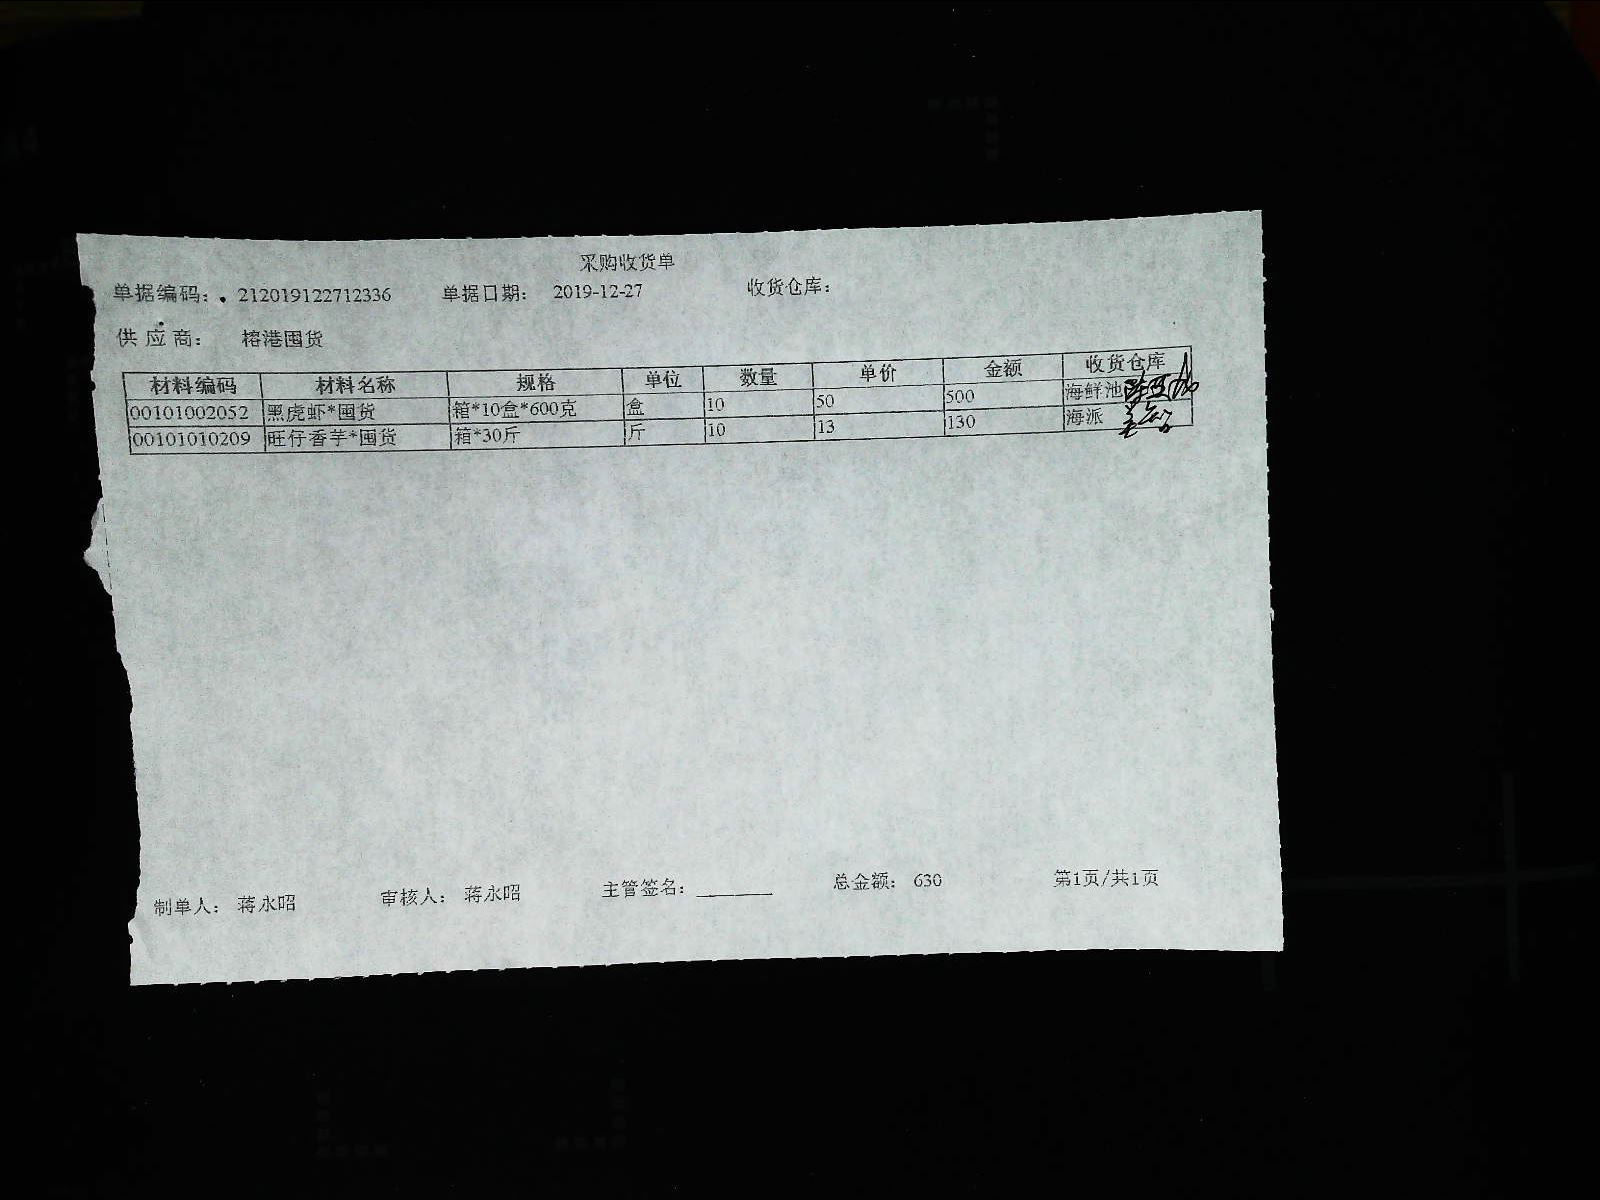 采购收货单
单据编码: 212019122712336 单据日期: 2019-12-27 收货仓库:
供应商: 榕港囤货
材料编码 材料名称 规格 单位 数量 单价 金额 收货仓库
00101002052 黑虎虾*囤货 箱*10盒*600克 盒 10 50 500 海鲜池
00101010209 旺仔香芋*囤货 箱*30斤 斤 10 13 130 海派
制单人: 蒋永昭 审核人: 蒋永昭 主管签名: ________ 总金额: 630 第1页/共1页